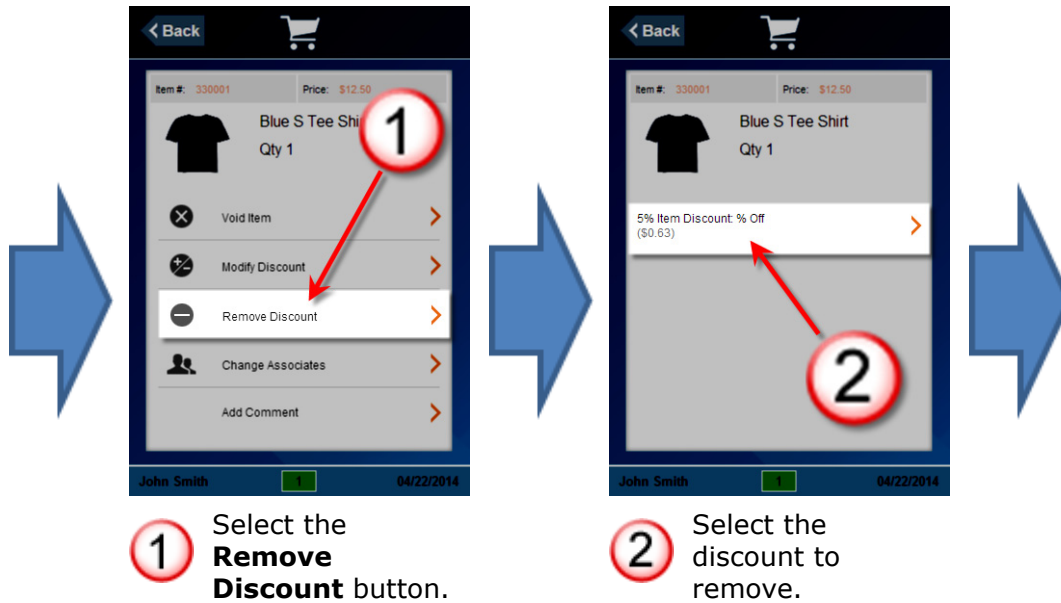 Back
Item #: 330001 Price: $12.50
Blue S Tee Shi
Qty 1
1
Void Item
Modify Discount
Remove Discount
Change Associates
Add Comment
John Smith 1 04/22/2014
1
Select the
Remove
Discount button.
Back
Item #: 330001 Price: $12.50
Blue S Tee Shirt
Qty 1
5% Item Discount: % Off
($0.63)
2
John Smith 1 04/22/2014
2
Select the
discount to
remove.